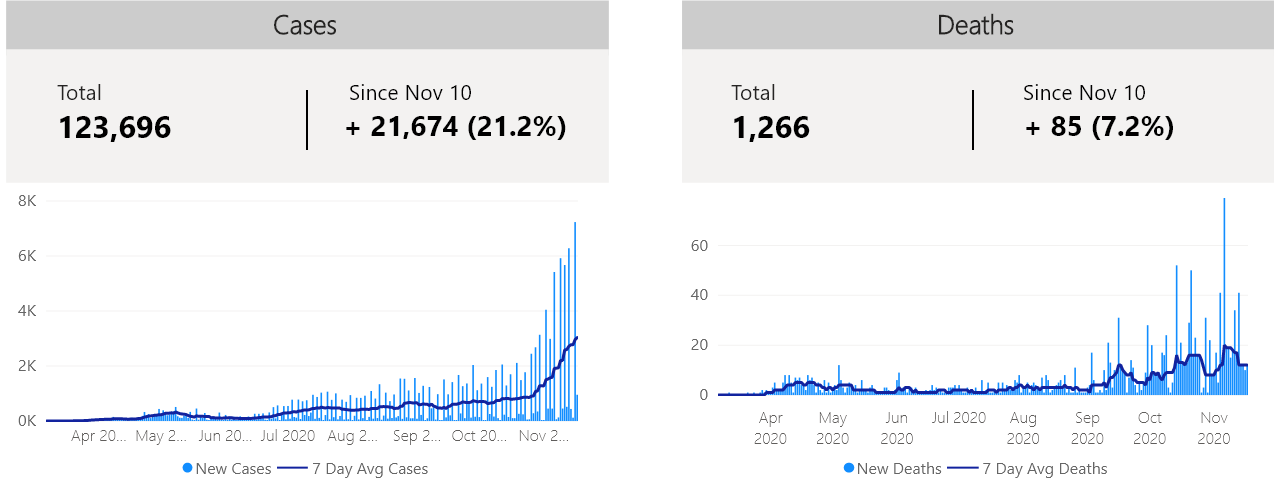 Cases
Total
123,696
Since Nov 10
+ 21,674 (21.2%)
8K
6K
4K
2K
0K
Apr 20... May 2... Jun 20... Jul 2020 Aug 2... Sep 2... Oct 20... Nov 2...
New Cases 7 Day Avg Cases
Deaths
Total
1,266
Since Nov 10
+ 85 (7.2%)
60
40
20
0
Apr 2020 May 2020 Jun 2020 Jul 2020 Aug 2020 Sep 2020 Oct 2020 Nov 2020
New Deaths 7 Day Avg Deaths